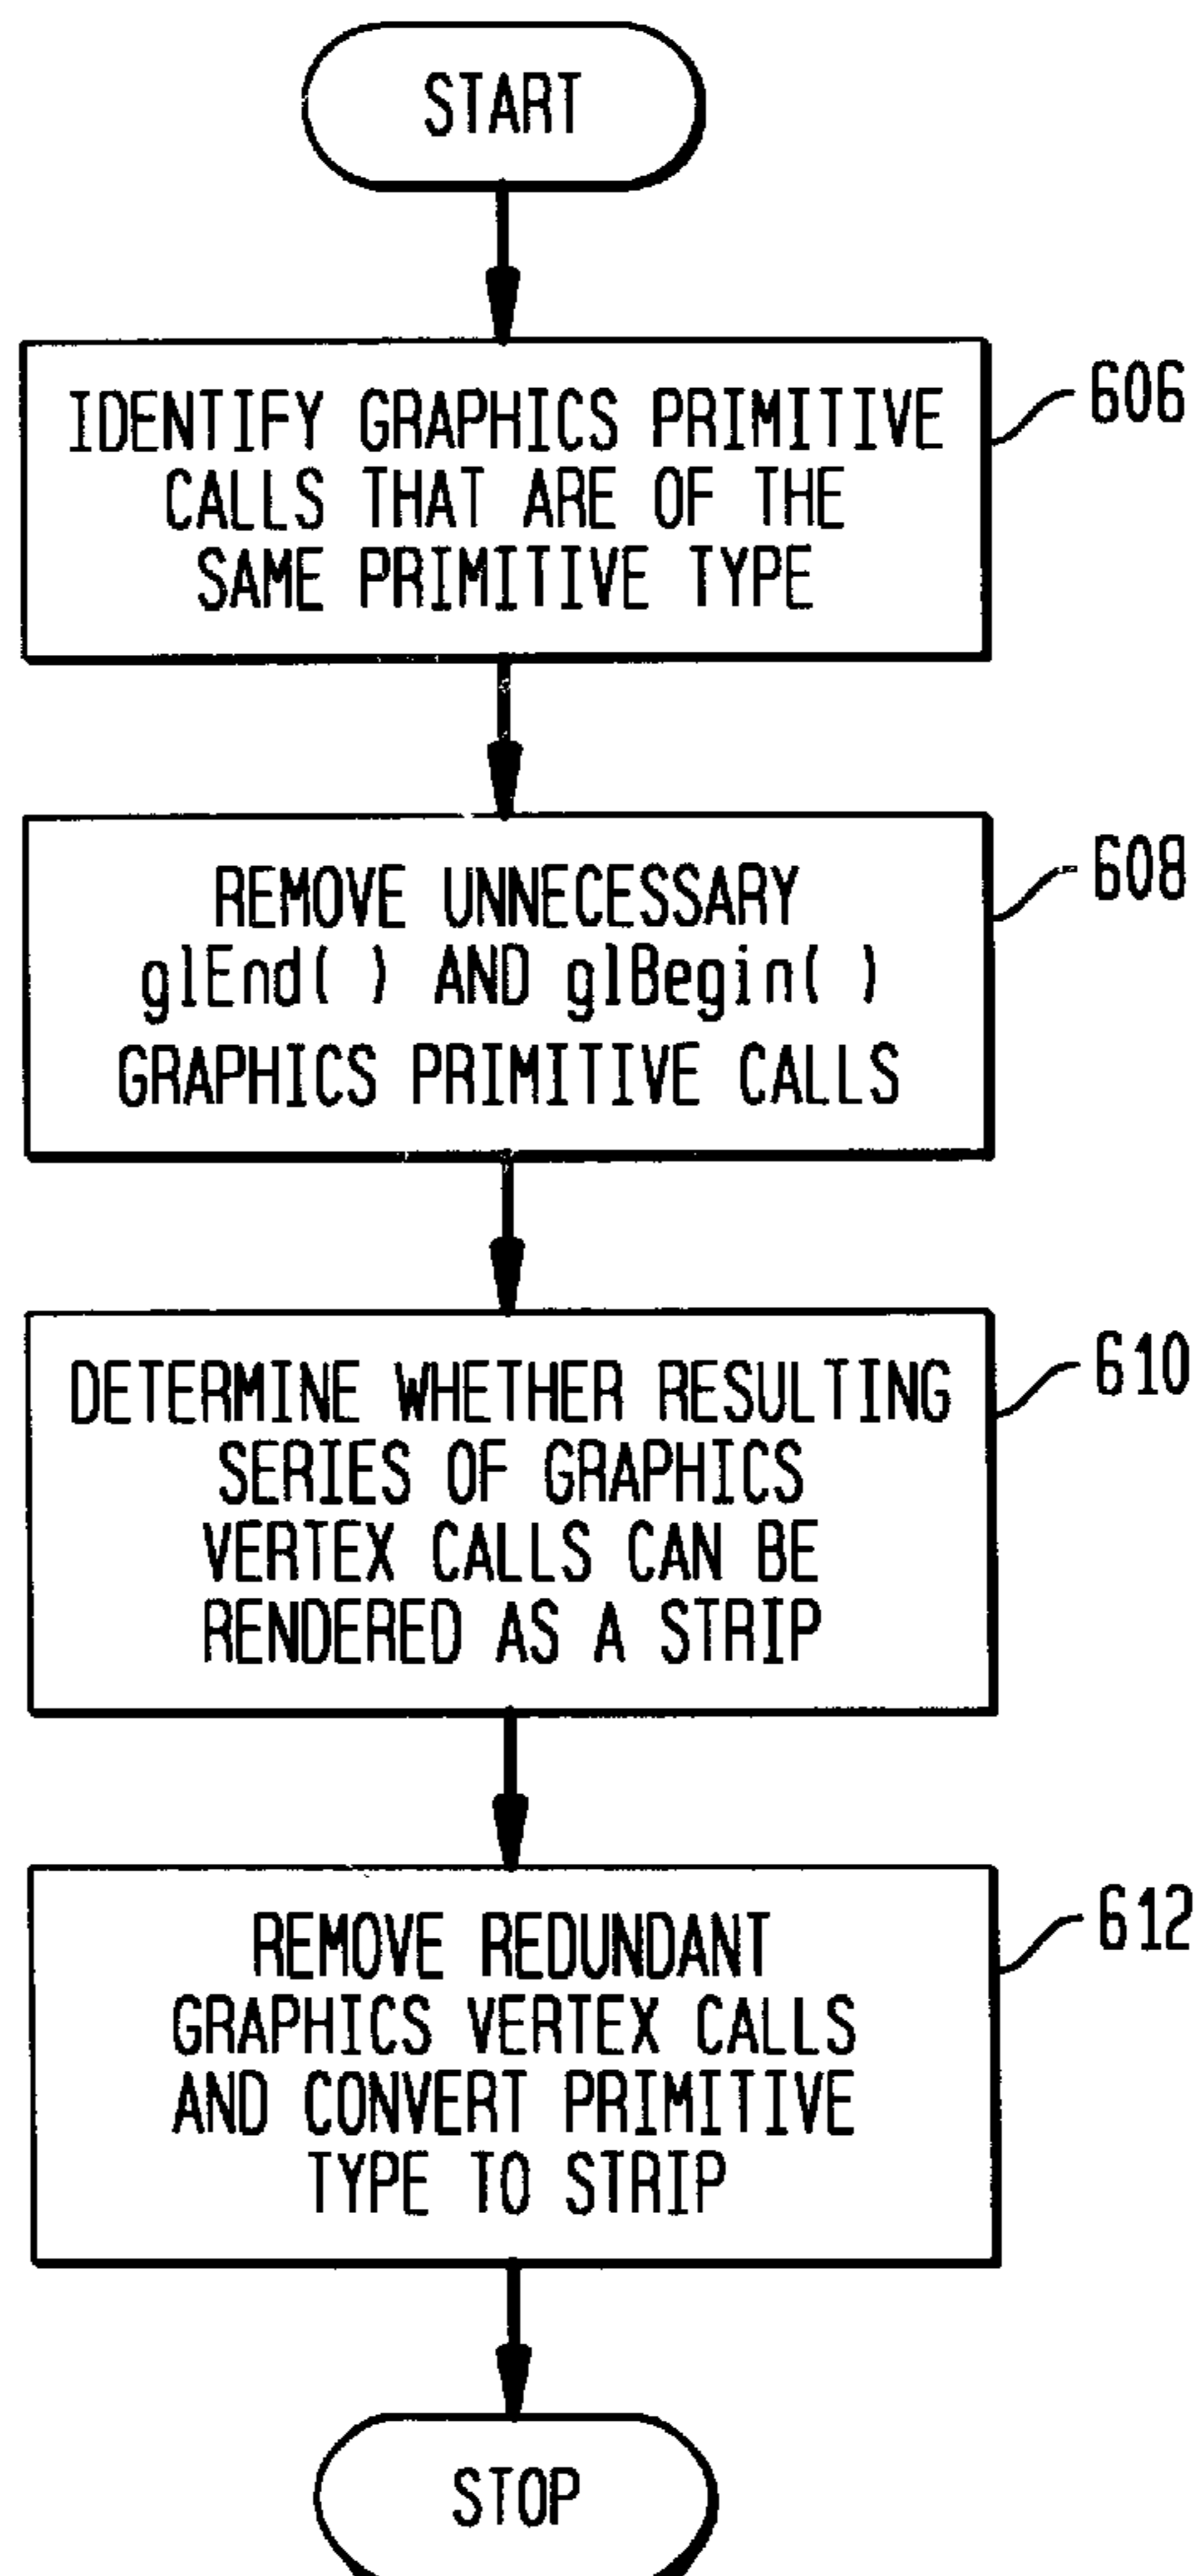 START
IDENTIFY GRAPHICS PRIMITIVE
CALLS THAT ARE OF THE
SAME PRIMITIVE TYPE
606
REMOVE UNNECESSARY
glEnd( ) AND glBegin( )
GRAPHICS PRIMITIVE CALLS
608
DETERMINE WHETHER RESULTING
SERIES OF GRAPHICS
VERTEX CALLS CAN BE
RENDERED AS A STRIP
610
REMOVE REDUNDANT
GRAPHICS VERTEX CALLS
AND CONVERT PRIMITIVE
TYPE TO STRIP
612
STOP